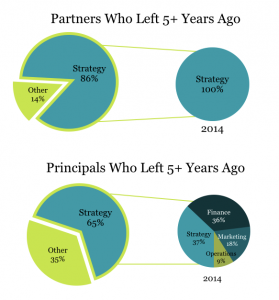 Partners Who Left 5+ Years Ago
Strategy
86%
Other
14%
Strategy
100%
2014
Principals Who Left 5+ Years Ago
Strategy
65%
Other
35%
Finance
36%
Marketing
18%
Strategy
37%
Operations
9%
2014